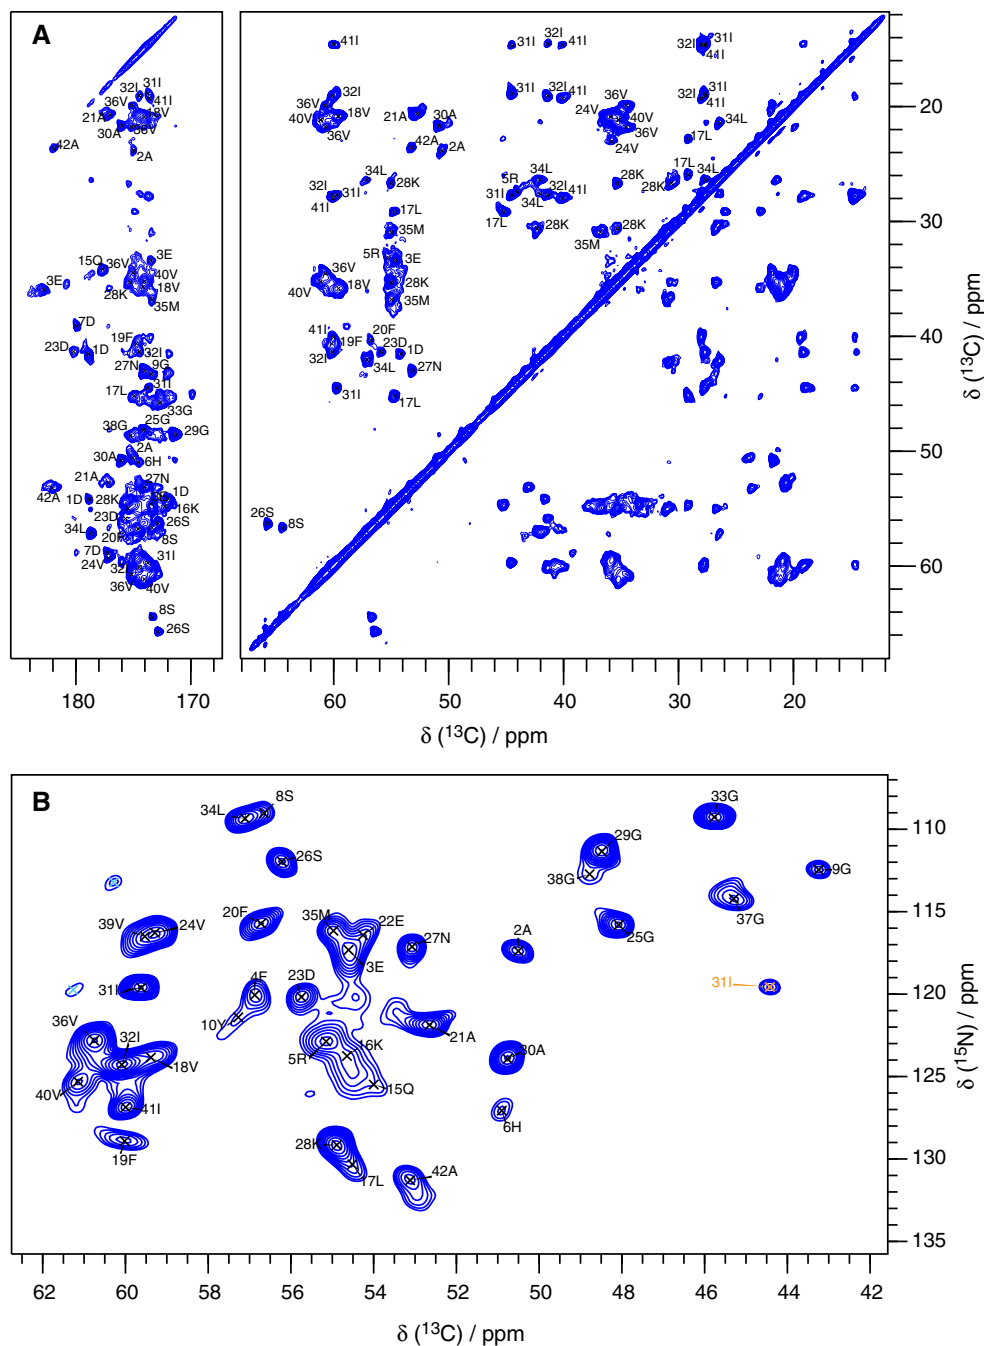 A
41I 31I 32I 41I 32I 31I 41I
32I 31I 41I 36V 18V 21A 30A 36V 42A 2A
32I 36V 18V 40V 36V 21A 30A 42A 2A
31I 32I 41I 36V 24V 40V 36V 24V
32I 31I 41I 34L 17L
20
32I 31I 41I 34L 28K 17L 35M
5R 34L 31I 32I 41I 34L 17L 28K 35M
28K 28K 28K 17L 34L
30
15Q 36V 3E 3E 40V 18V 28K 35M
36V 40V 18V 5R 3E 28K 35M
7D 19F 23D 1D 32I 27N 9G 17L 31I 33G
41I 19F 32I 20F 23D 1D 34L 27N 31I 17L
40
δ (13C) / ppm
38G 25G 29G 2A 30A 6H
50
21A 27N 42A 1D 28K 1D 16K 23D 26S 34L 20F 8S
26S 8S
7D 31I 24V 32I 36V 40V
60
8S
26S
180 170 60 50 40 30 20
δ (13C) / ppm
B
34L 8S 33G
110
29G
26S 38G 9G
39V 24V 20F 35M 22E 27N 2A 37G 25G
115
3E
31I 4F 23D 31I
120
10Y
36V 32I 5R 16K 21A
18V 30A
40V 15Q
125
41I 6H
19F 28K
130
17L 42A
135
δ (15N) / ppm
62 60 58 56 54 52 50 48 46 44 42
δ (13C) / ppm